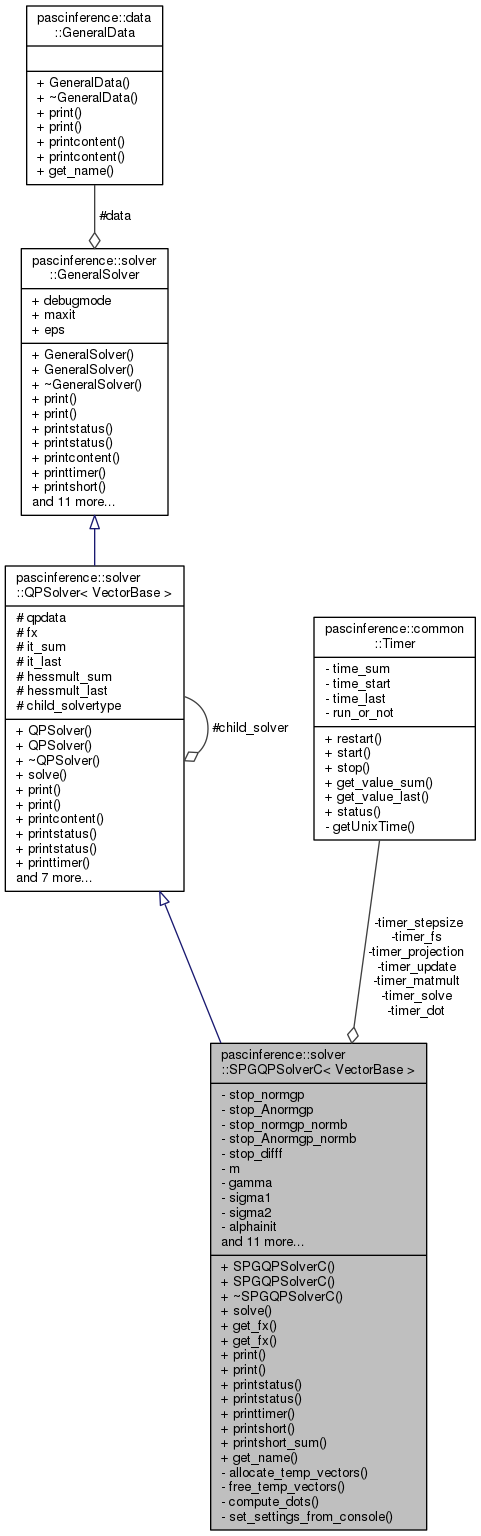 pascinference::data
::GeneralData
+ GeneralData()
+ ~GeneralData()
+ print()
+ print()
+ printcontent()
+ printcontent()
+ get_name()
#data
pascinference::solver
::GeneralSolver
+ debugmode
+ maxit
+ eps
+ GeneralSolver()
+ GeneralSolver()
+ ~GeneralSolver()
+ print()
+ print()
+ printstatus()
+ printstatus()
+ printcontent()
+ printtimer()
+ printshort()
and 11 more...
pascinference::solver
::QPSolver< VectorBase >
# qpdata
# fx
# it_sum
# it_last
# hessmult_sum
# hessmult_last
# child_solvertype
+ QPSolver()
+ QPSolver()
+ ~QPSolver()
+ solve()
+ print()
+ print()
+ printcontent()
+ printstatus()
+ printstatus()
+ printtimer()
and 7 more...
#child_solver
pascinference::common
::Timer
- time_sum
- time_start
- time_last
- run_or_not
+ restart()
+ start()
+ stop()
+ get_value_sum()
+ get_value_last()
+ status()
- getUnixTime()
-timer_stepsize
-timer_fs
-timer_projection
-timer_update
-timer_matmult
-timer_solve
-timer_dot
pascinference::solver
::SPGQPSolverC< VectorBase >
- stop_normgp
- stop_Anormgp
- stop_normgp_normb
- stop_Anormgp_normb
- stop_difff
- m
- gamma
- sigma1
- sigma2
- alphainit
and 11 more...
+ SPGQPSolverC()
+ SPGQPSolverC()
+ ~SPGQPSolverC()
+ solve()
+ get_fx()
+ get_fx()
+ print()
+ print()
+ printstatus()
+ printstatus()
+ printtimer()
+ printshort()
+ printshort_sum()
+ get_name()
- allocate_temp_vectors()
- free_temp_vectors()
- compute_dots()
- set_settings_from_console()